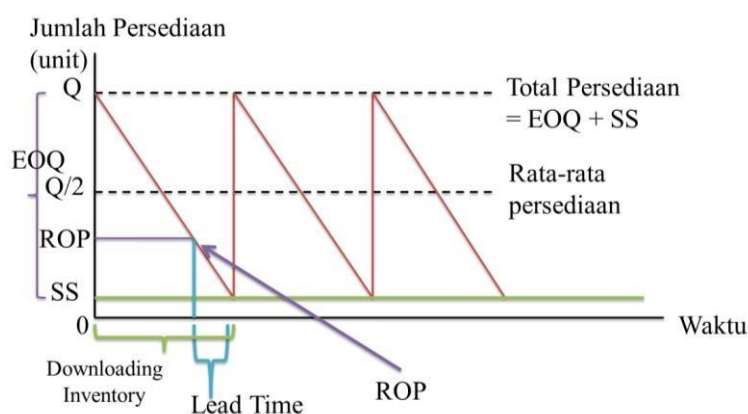 Jumlah Persediaan
(unit)
Q
Total Persediaan
= EOQ + SS
EOQ
Q/2
Rata-rata
persediaan
ROP
SS
0
Waktu
Downloading
Inventory
Lead Time
ROP